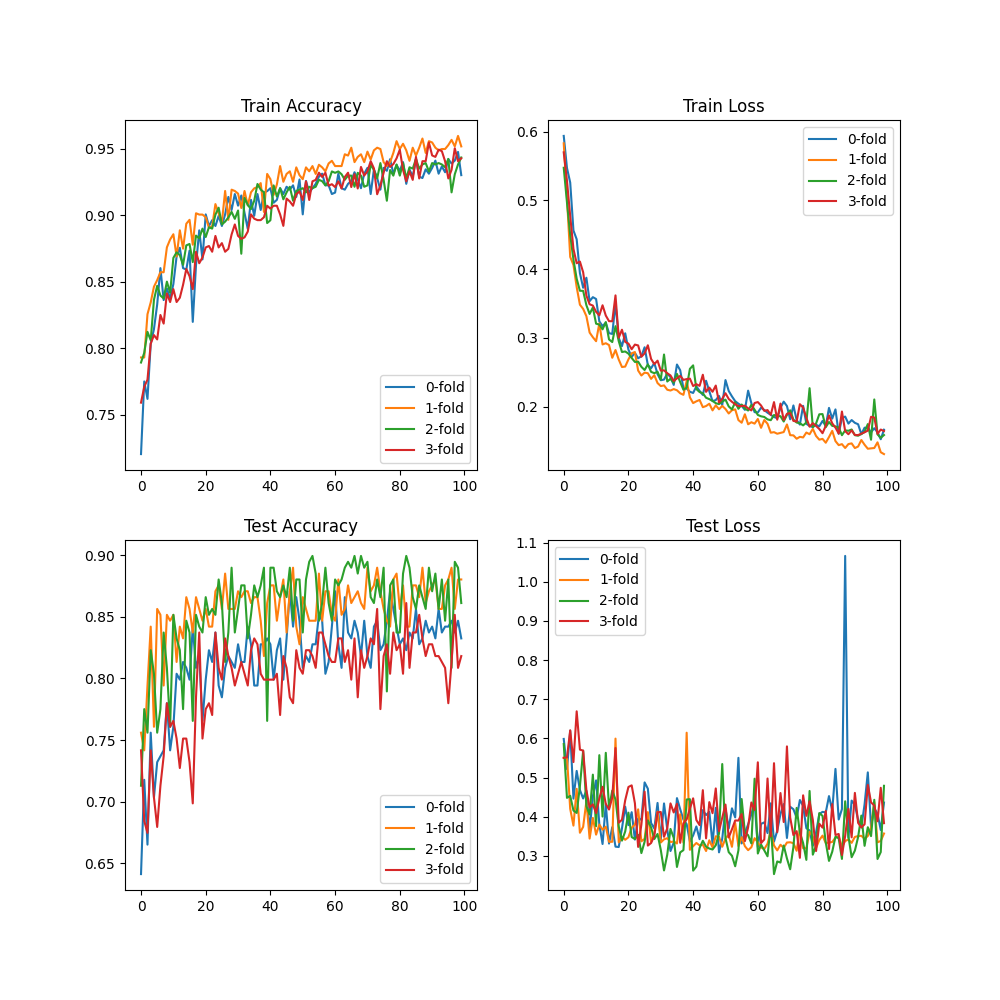 Train Accuracy
0.95
0.90
0.85
0.80
0.75
0 20 40 60 80 100
0-fold
1-fold
2-fold
3-fold
Train Loss
0.6
0.5
0.4
0.3
0.2
0 20 40 60 80 100
0-fold
1-fold
2-fold
3-fold
Test Accuracy
0.90
0.85
0.80
0.75
0.70
0.65
0 20 40 60 80 100
0-fold
1-fold
2-fold
3-fold
Test Loss
1.1
1.0
0.9
0.8
0.7
0.6
0.5
0.4
0.3
0 20 40 60 80 100
0-fold
1-fold
2-fold
3-fold